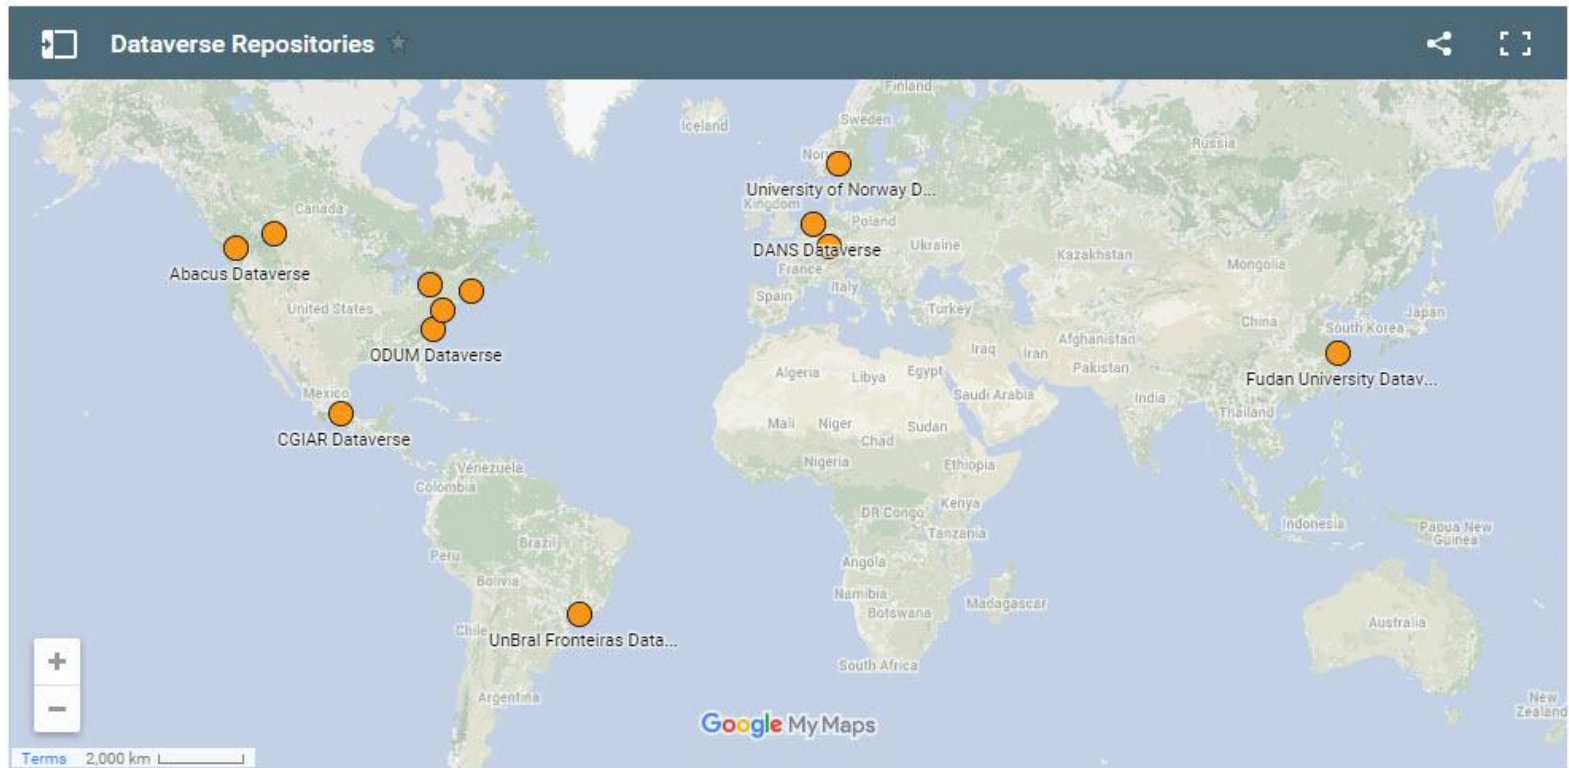 Dataverse Repositories
Finland
Iceland
Sweden
Russia
University of Norway D...
Kingdom
Canada
Poland
DANS Dataverse
Ukraine
Kazakhstan
Mongolia
Abacus Dataverse
France
Italy
Spain
United States
Turkey
China
Japan
South Korea
Afghanistan
Iraq
Iran
ODUM Dataverse
Algeria
Libya
Egypt
Pakistan
Fudan University Datav...
Saudi Arabia
India
Mexico
Thailand
Mali
Niger
Sudan
Chad
CGIAR Dataverse
Nigeria
Ethiopia
Venezuela
Colombia
Kenya
DR Congo
Tanzania
Indonesia
Papua New
Guinea
Brazil
Peru
Angola
Bolivia
Namibia
Botswana
Madagascar
Australia
Chile
UnBral Fronteiras Data...
South Africa
Argentina
New
Zealand
Google My Maps
+
−
Terms 2,000 km